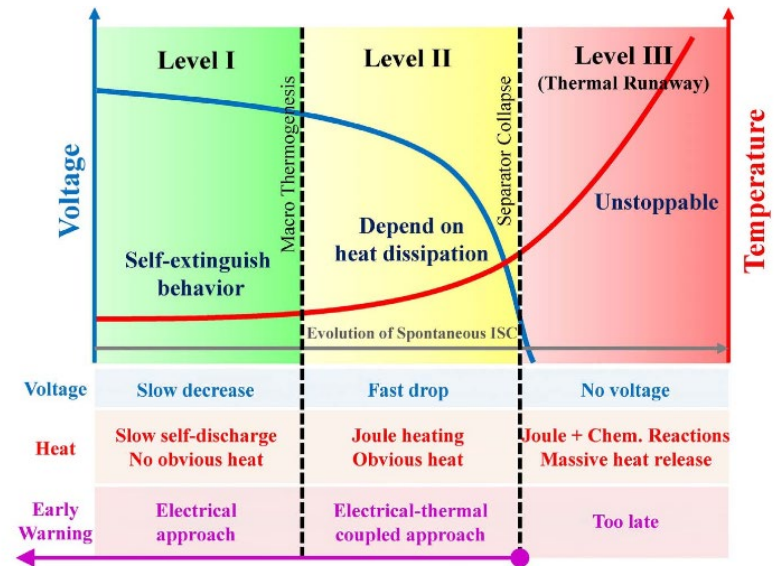 Level I
Level II
Level III
(Thermal Runaway)
Voltage
Temperature
Macro Thermogenesis
Separator Collapse
Self-extinguish
behavior
Depend on
heat dissipation
Unstoppable
Evolution of Spontaneous ISC
Voltage
Slow decrease
Fast drop
No voltage
Heat
Slow self-discharge
No obvious heat
Joule heating
Obvious heat
Joule + Chem. Reactions
Massive heat release
Early
Warning
Electrical
approach
Electrical-thermal
coupled approach
Too late